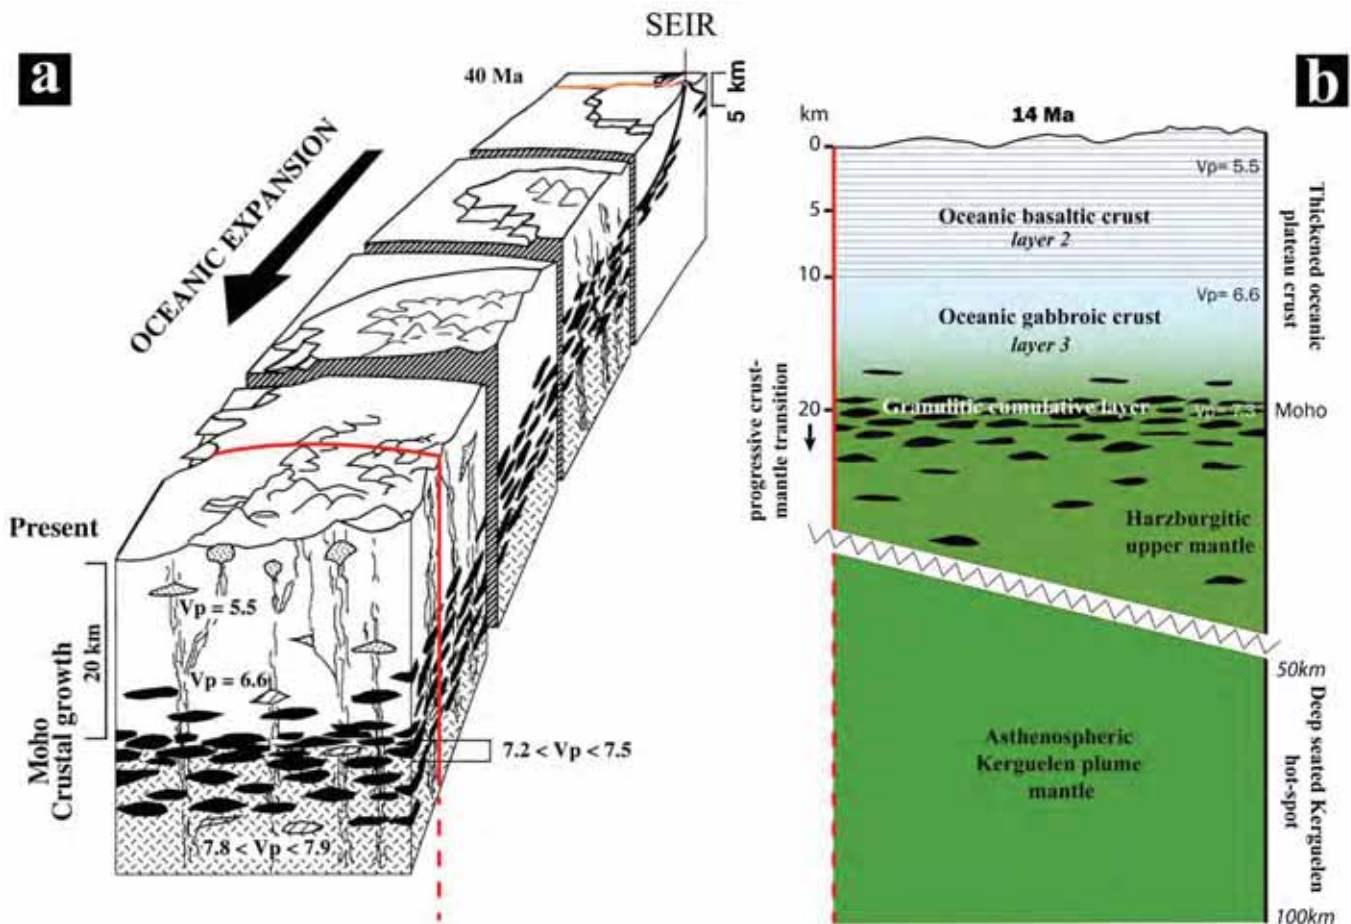 a
SEIR
40 Ma
5 km
OCEANIC EXPANSION
Present
20 km
Moho
Crustal growth
Vp = 5.5
Vp = 6.6
7.2 < Vp < 7.5
7.8 < Vp < 7.9
b
km
14 Ma
0
5
10
20
Vp= 5.5
Oceanic basaltic crust
layer 2
Vp= 6.6
Oceanic gabbroic crust
layer 3
Granulitic cumulative layer
Vp= 7.3
Moho
Thickened oceanic
plateau crust
progressive crust-
mantle transition
Harzburgitic
upper mantle
50km
Asthenospheric
Kerguelen plume
mantle
Deep seated Kerguelen
hot-spot
100km